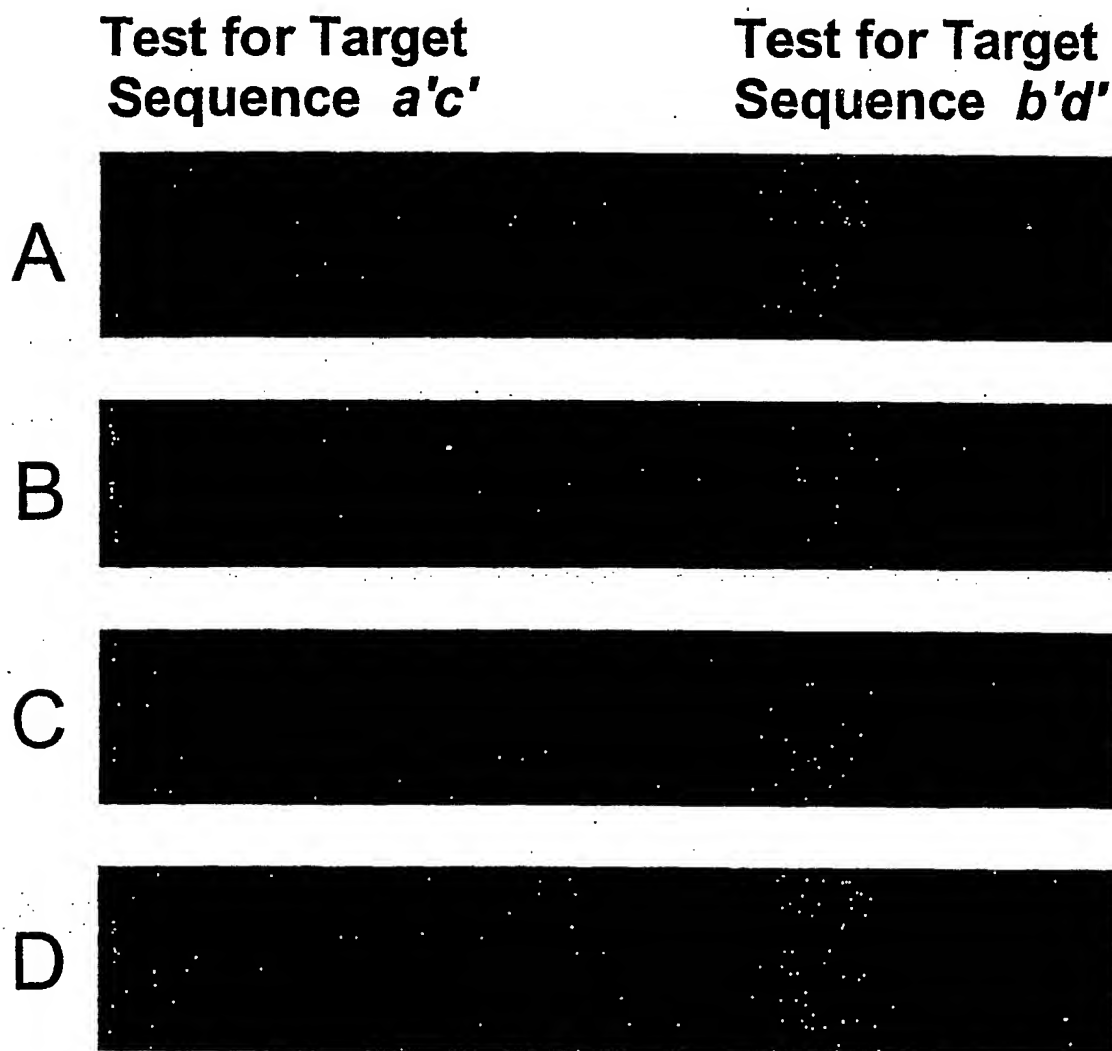 Test for Target
Sequence a'c'
Test for Target
Sequence b'd'
A
B
C
D